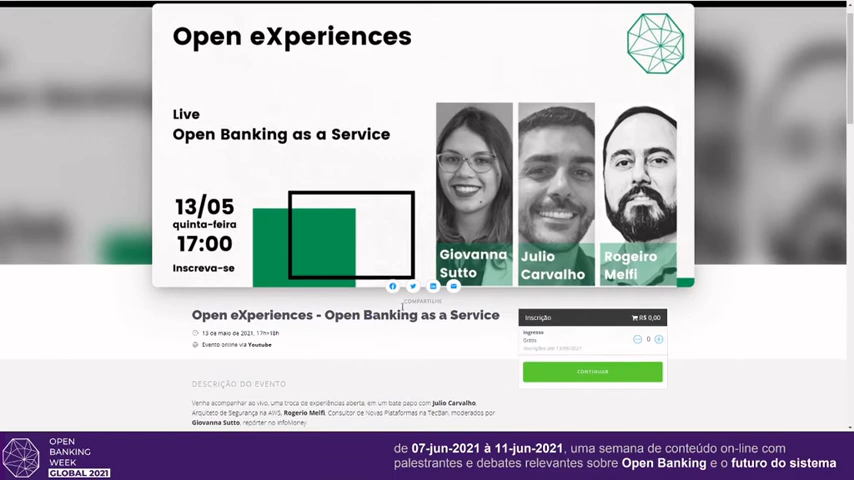 Open eXperiences
Live
Open Banking as a Service
13/05
quinta-feira
17:00
Inscreva-se
Giovanna
Sutto
Julio
Carvalho
Rogeiro
Melfi
COMPARTILHE
Open eXperiences - Open Banking as a Service
13 de maio de 2021, 17h>18h
Evento online via Youtube
Inscrição R$ 0,00
Ingresso
Grátis
Inscrições até 13/05/2021
0
CONTINUAR
DESCRIÇÃO DO EVENTO
Venha acompanhar ao vivo, uma troca de experiências aberta, em um bate papo com Julio Carvalho,
Arquiteto de Segurança na AWS, Rogerio Melfi, Consultor de Novas Plataformas na TecBan, moderados por
Giovanna Sutto, repórter no InfoMoney.
OPEN
BANKING
WEEK
GLOBAL 2021
de 07-jun-2021 à 11-jun-2021, uma semana de conteúdo on-line com
palestrantes e debates relevantes sobre Open Banking e o futuro do sistema